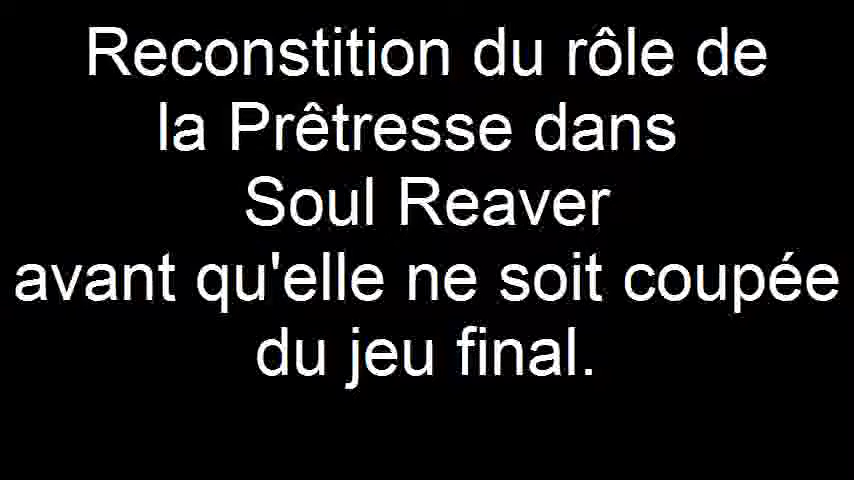 Reconstition du rôle de
la Prêtresse dans
Soul Reaver
avant qu'elle ne soit coupée
du jeu final.